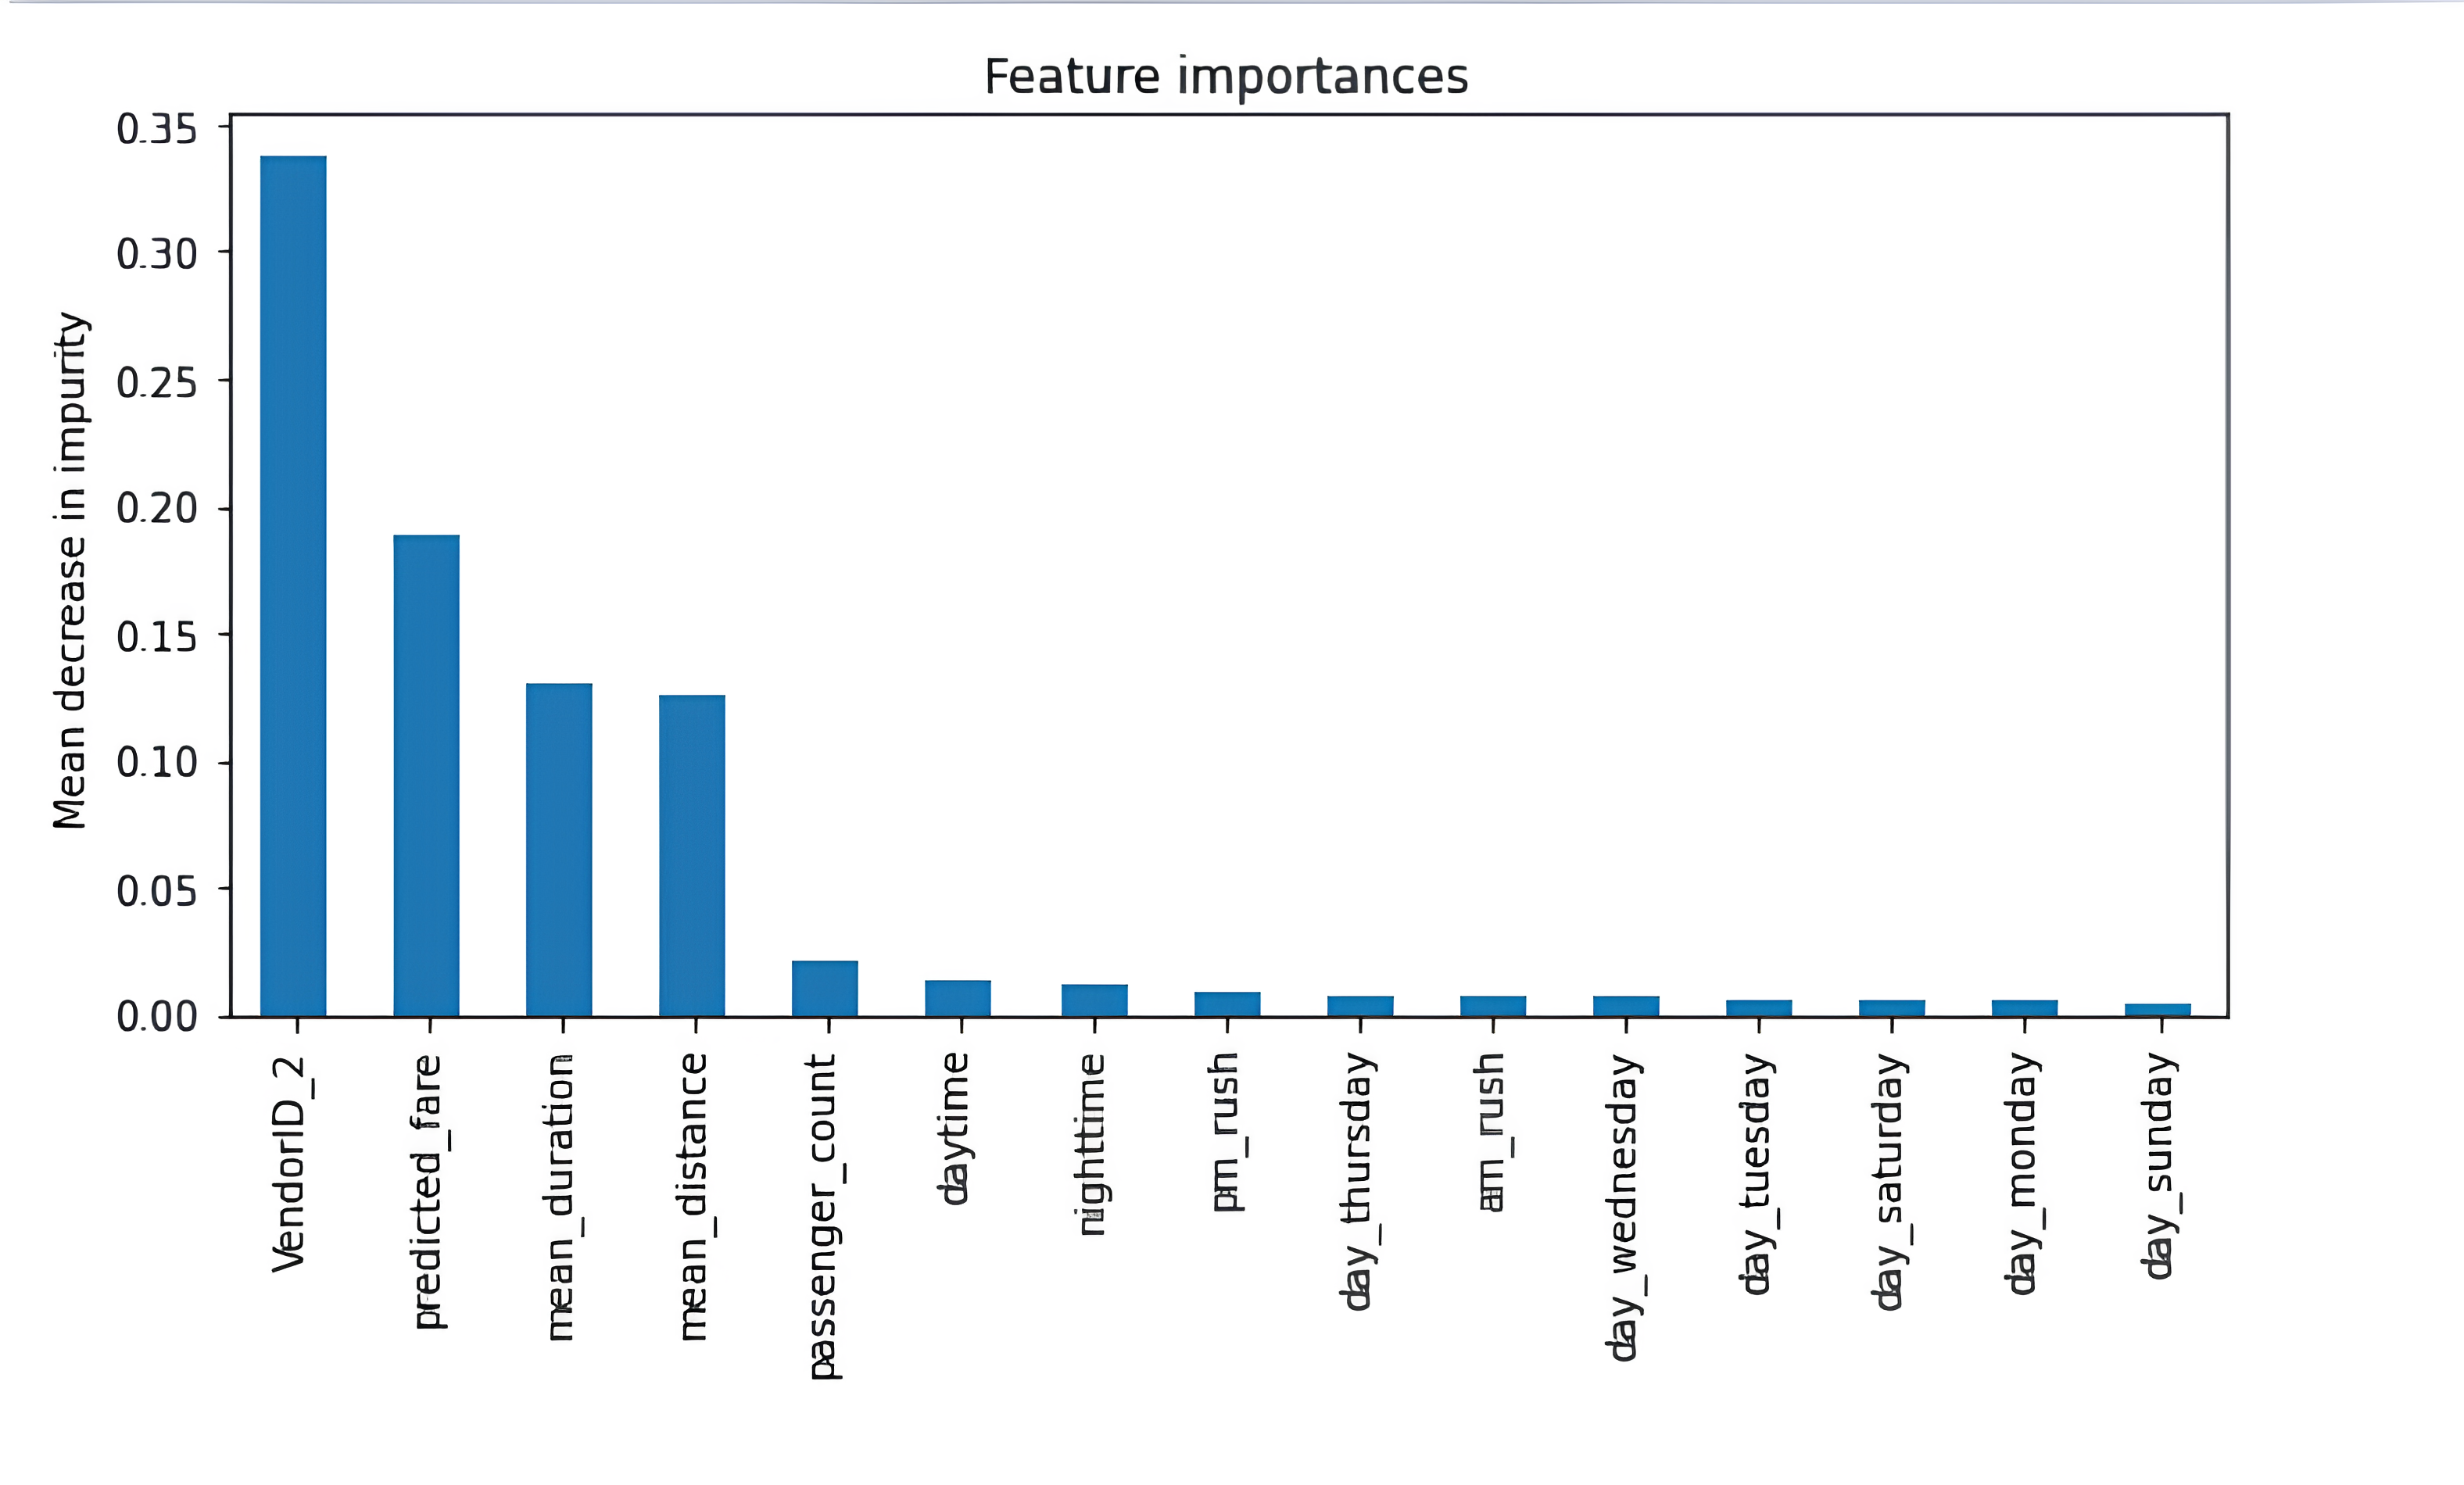 Feature importances
Mean decrease in impurity
0.35
0.30
0.25
0.20
0.15
0.10
0.05
0.00
VendorID_2
predicted_fare
mean_duration
mean_distance
passenger_count
daytime
nighttime
pm_rush
day_thursday
am_rush
day_wednesday
day_tuesday
day_saturday
day_monday
day_sunday